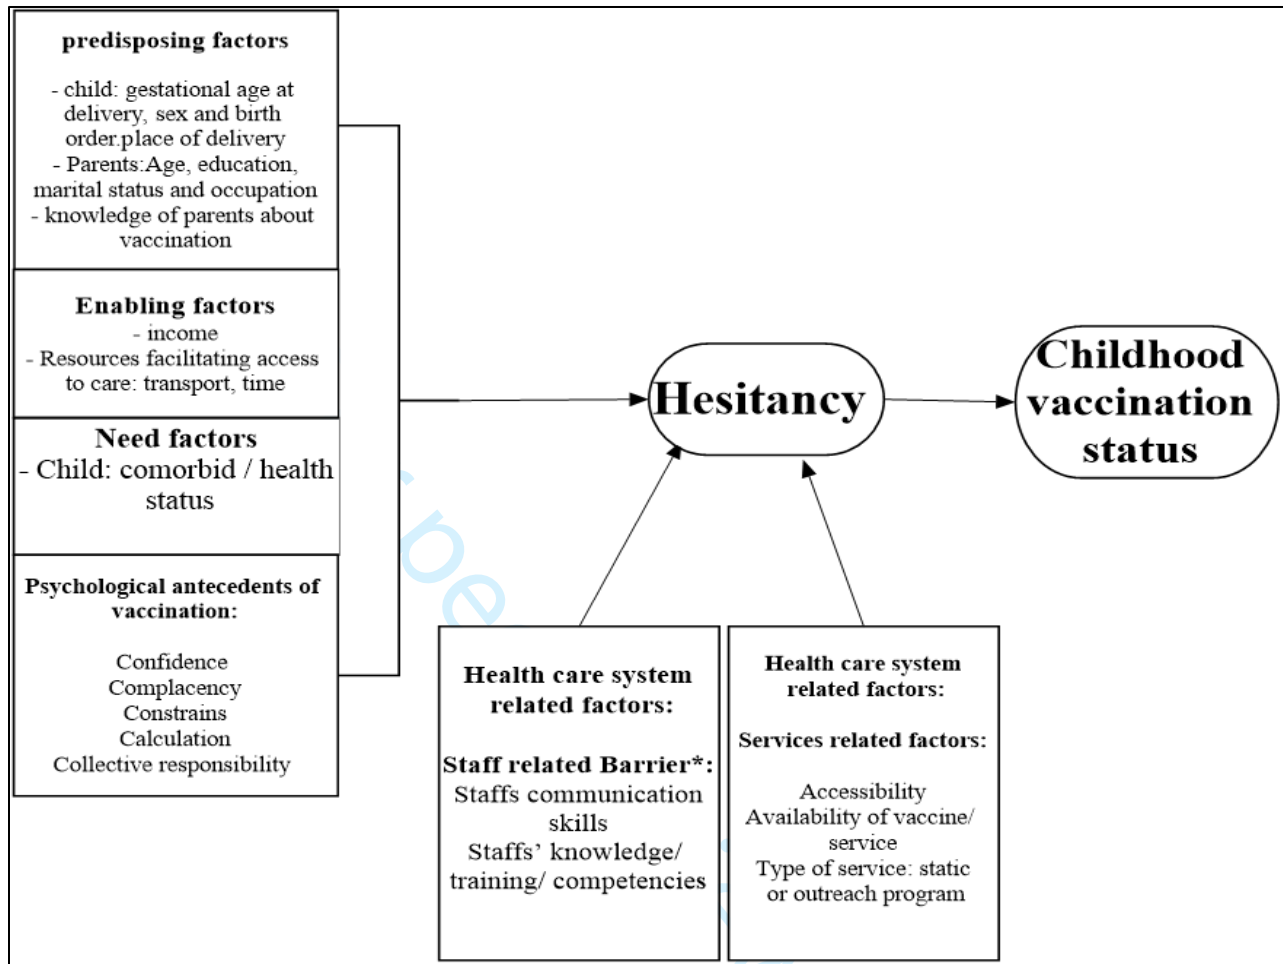 predisposing factors
- child: gestational age at
delivery, sex and birth
order.place of delivery
- Parents:Age, education,
marital status and occupation
- knowledge of parents about
vaccination
Enabling factors
- income
- Resources facilitating access
to care: transport, time
Need factors
- Child: comorbid / health
status
Psychological antecedents of
vaccination:
Confidence
Complacency
Constrains
Calculation
Collective responsibility
Hesitancy
Childhood
vaccination
status
Health care system
related factors:
Staff related Barrier*:
Staffs communication
skills
Staffs’ knowledge/
training/ competencies
Health care system
related factors:
Services related factors:
Accessibility
Availability of vaccine/
service
Type of service: static
or outreach program